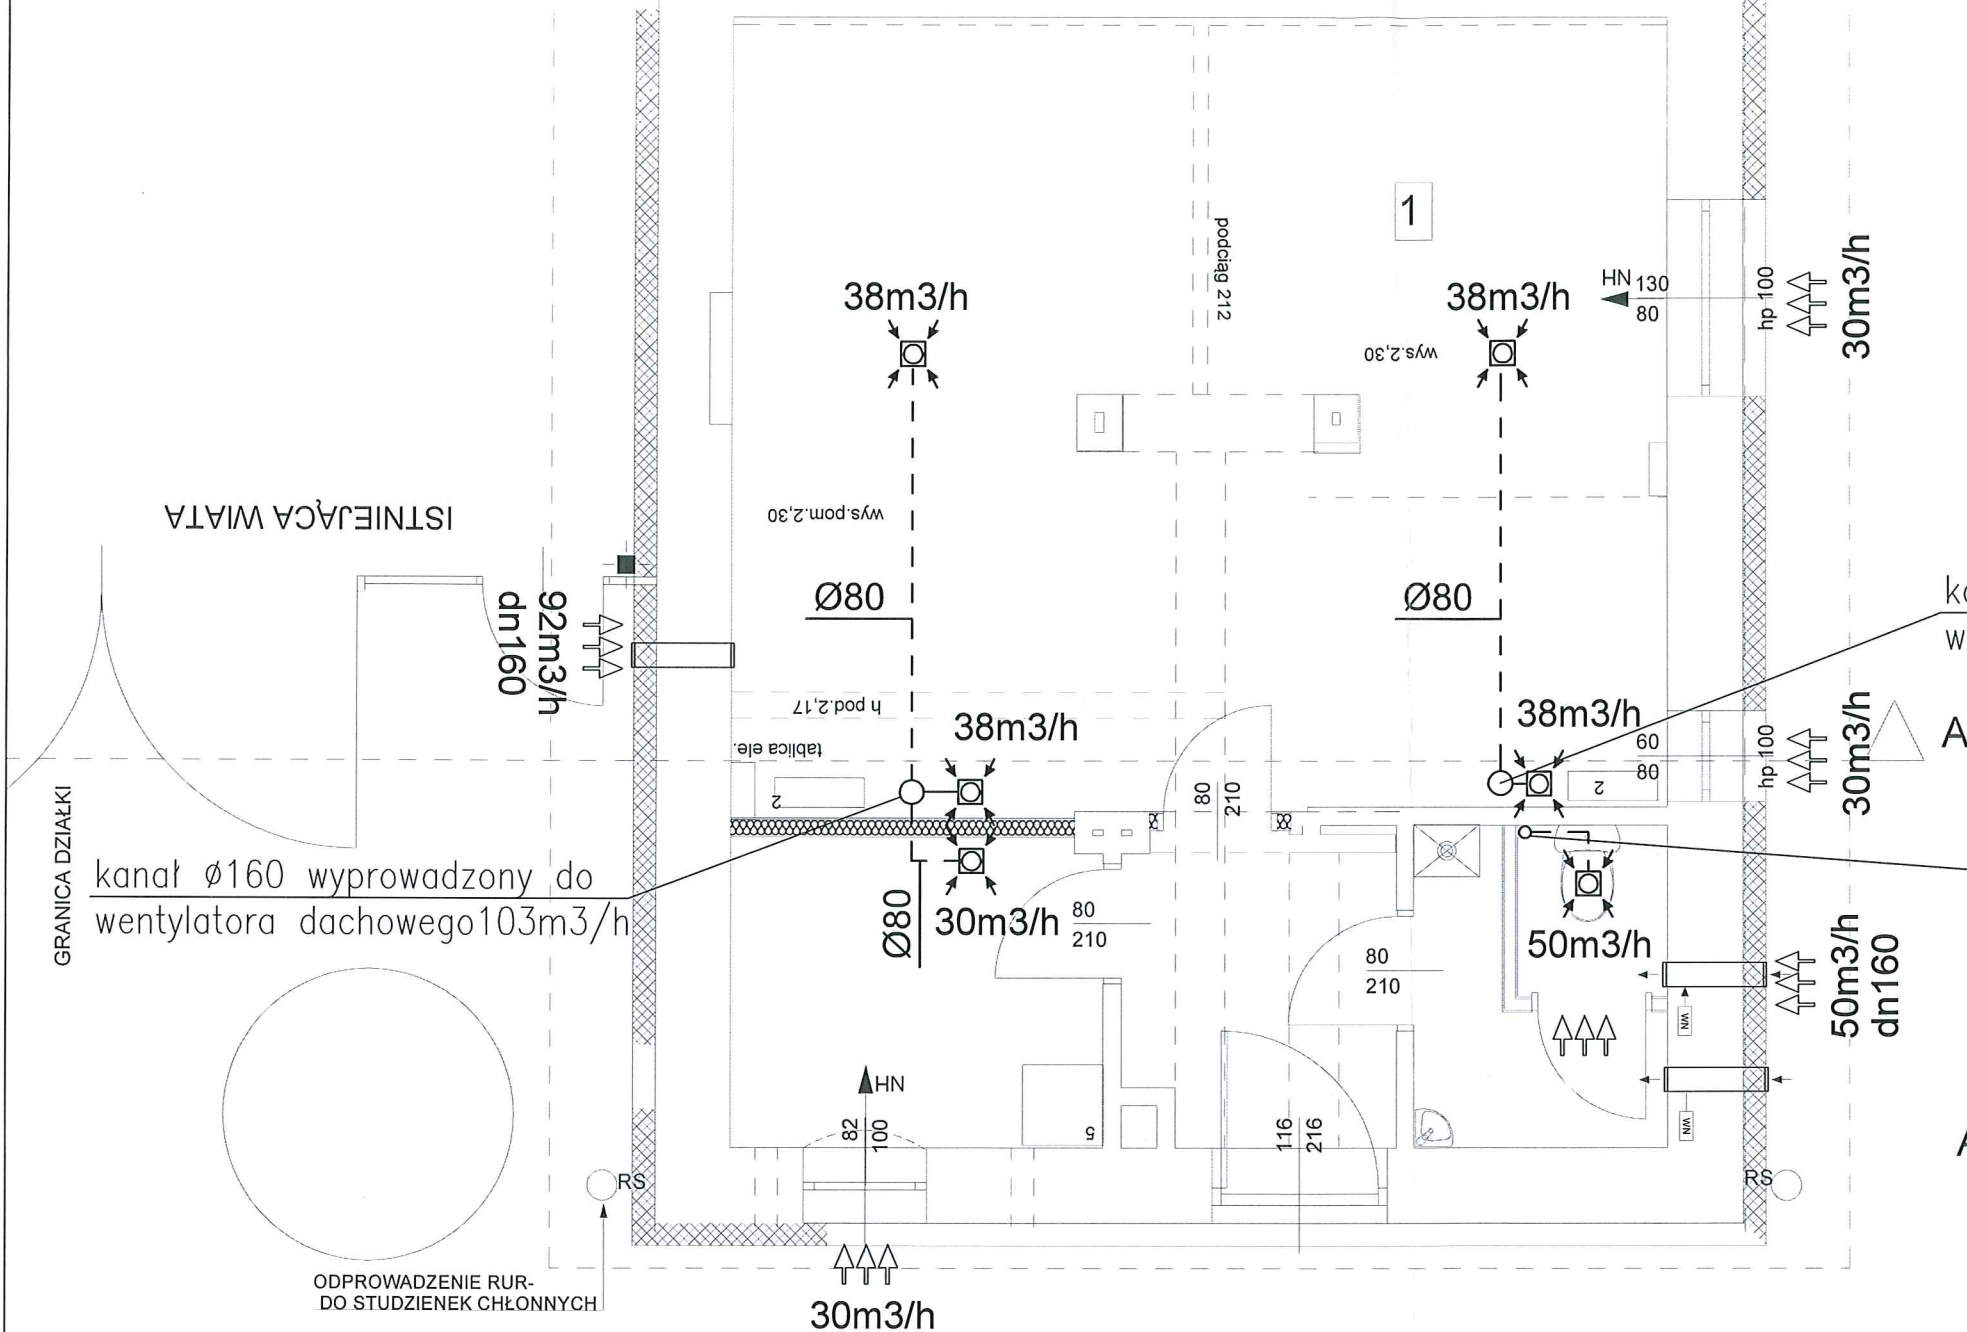 1
podciąg 212
38m3/h
38m3/h
HN 130
80
hp 100
30m3/h
wys.2,30
ISTNIEJĄCA WIATA
wys.pom.2,30
92m3/h
dn160
Ø80
Ø80
h pod.2,17
tablica ele.
38m3/h
38m3/h
60
80
hp 100
30m3/h
2
2
80
210
GRANICA DZIAŁKI
kanał ø160 wyprowadzony do
wentylatora dachowego103m3/h
Ø80
30m3/h
80
210
80
210
50m3/h
50m3/h
dn160
WN
WN
HN
82
100
5
116
216
RS
RS
ODPROWADZENIE RUR-
DO STUDZIENEK CHŁONNYCH
30m3/h
A